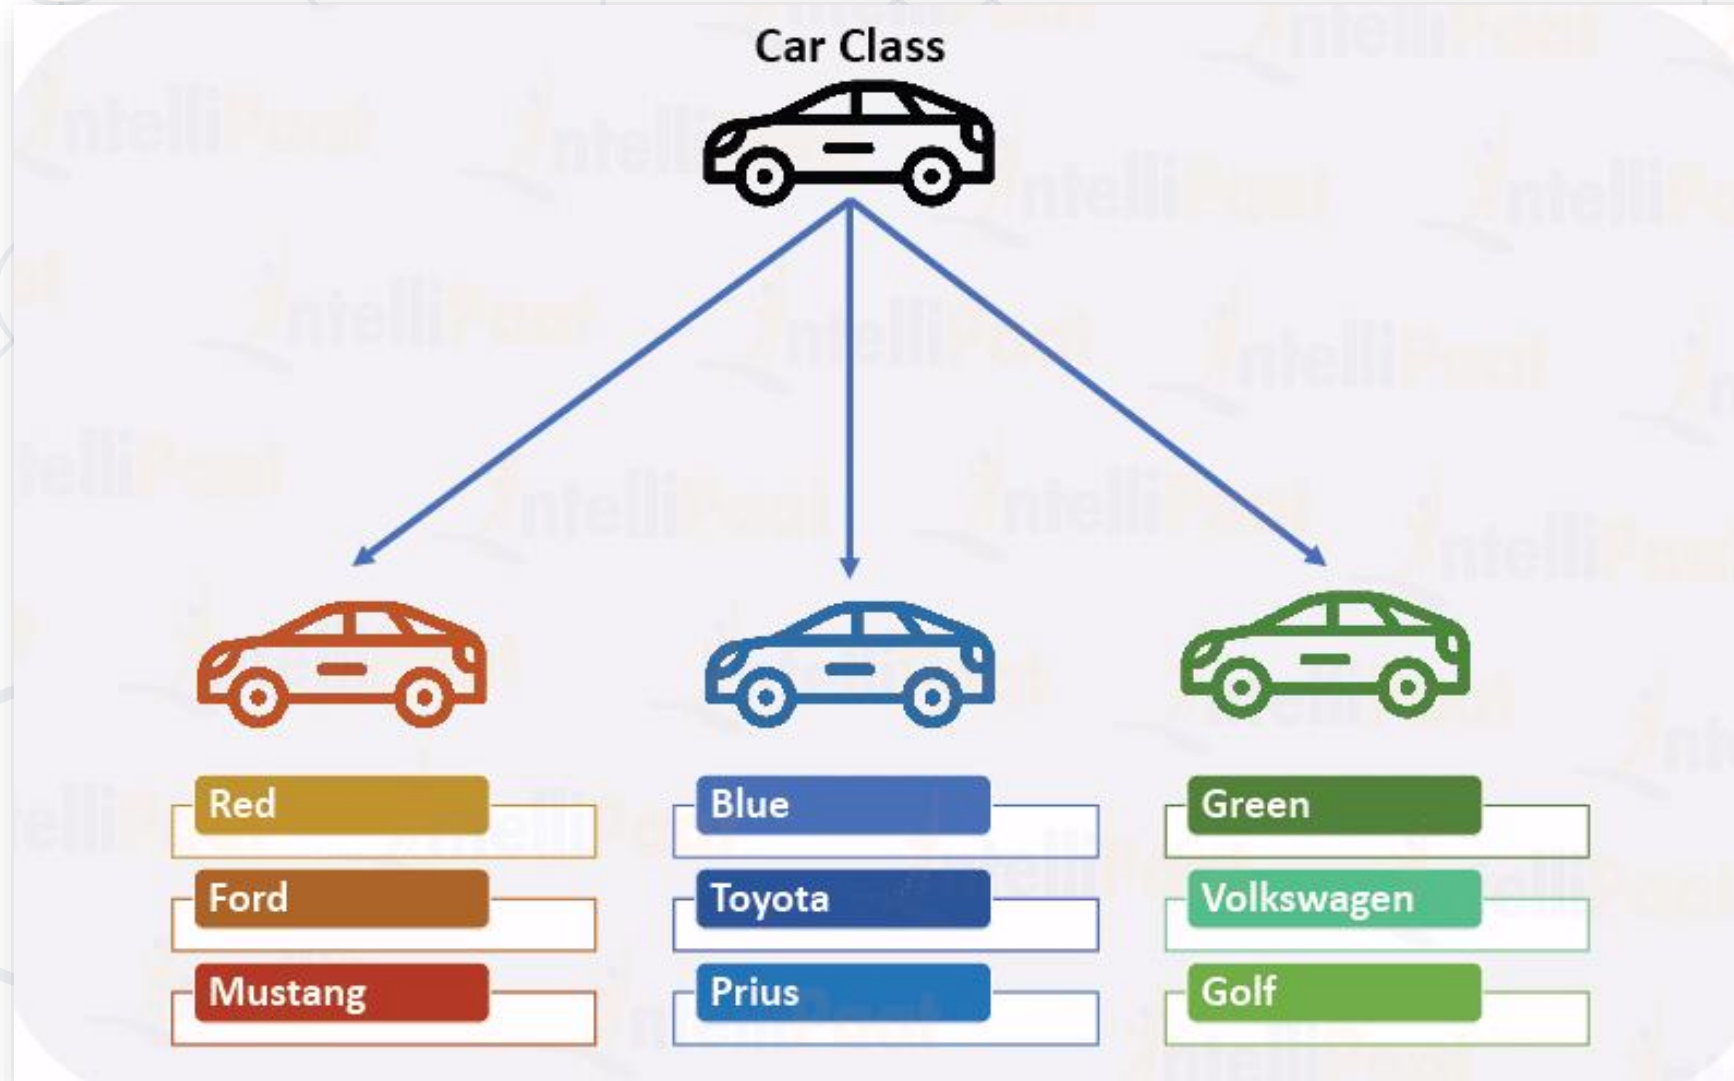 Car Class
Red
Ford
Mustang
Blue
Toyota
Prius
Green
Volkswagen
Golf